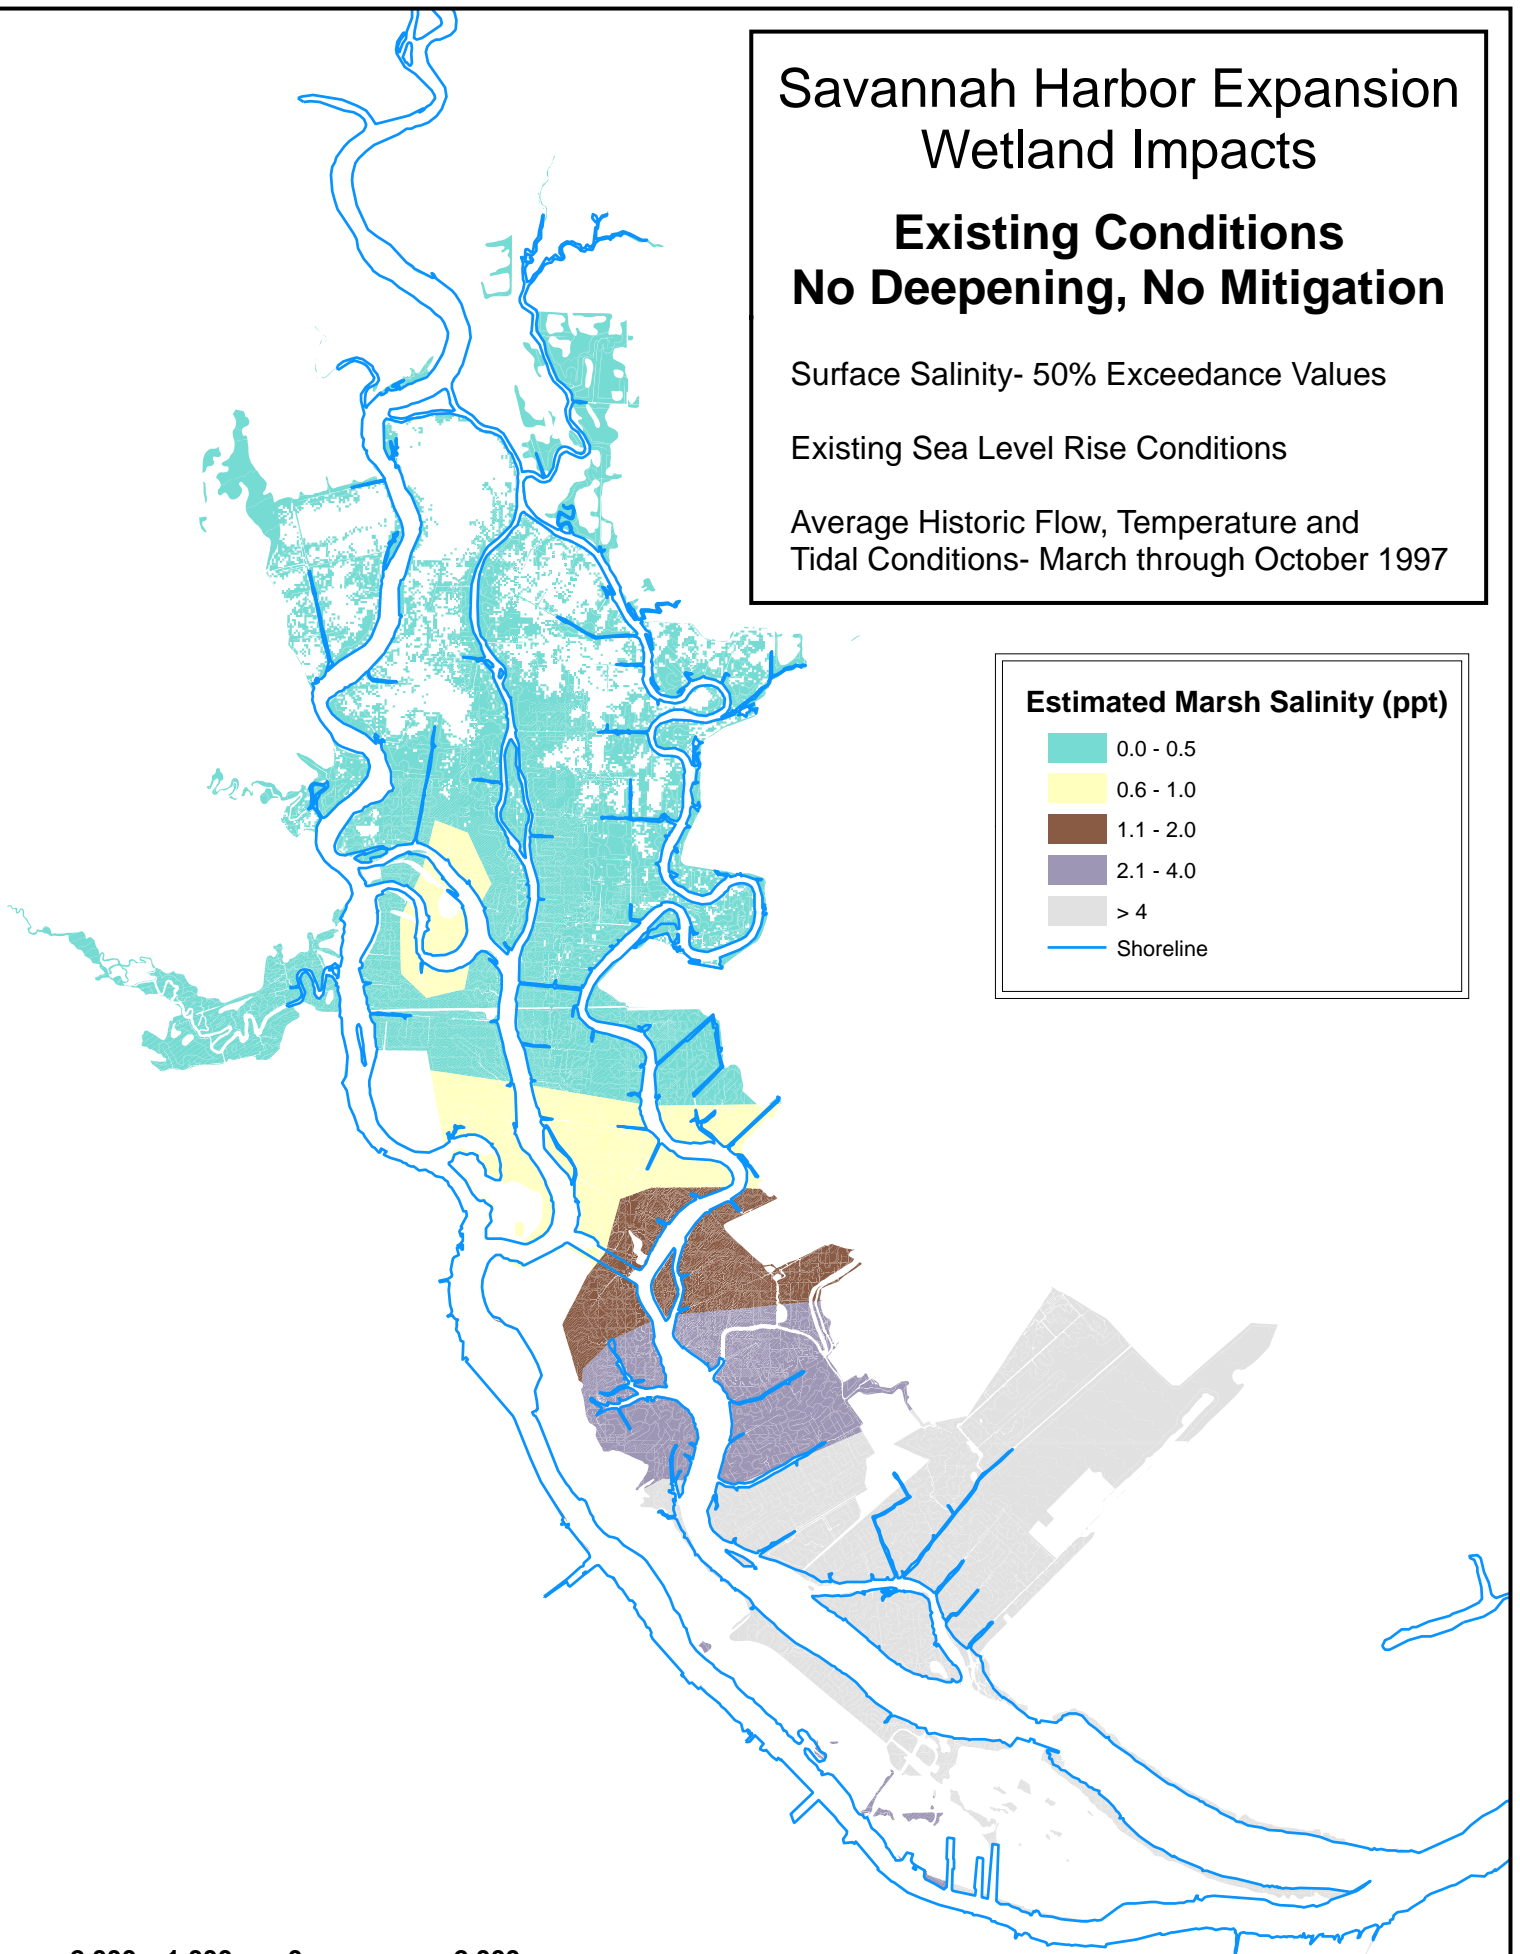 Savannah Harbor Expansion
Wetland Impacts
Existing Conditions
No Deepening, No Mitigation
Surface Salinity- 50% Exceedance Values
Existing Sea Level Rise Conditions
Average Historic Flow, Temperature and
Tidal Conditions- March through October 1997
Estimated Marsh Salinity (ppt)
0.0 - 0.5
0.6 - 1.0
1.1 - 2.0
2.1 - 4.0
> 4
Shoreline